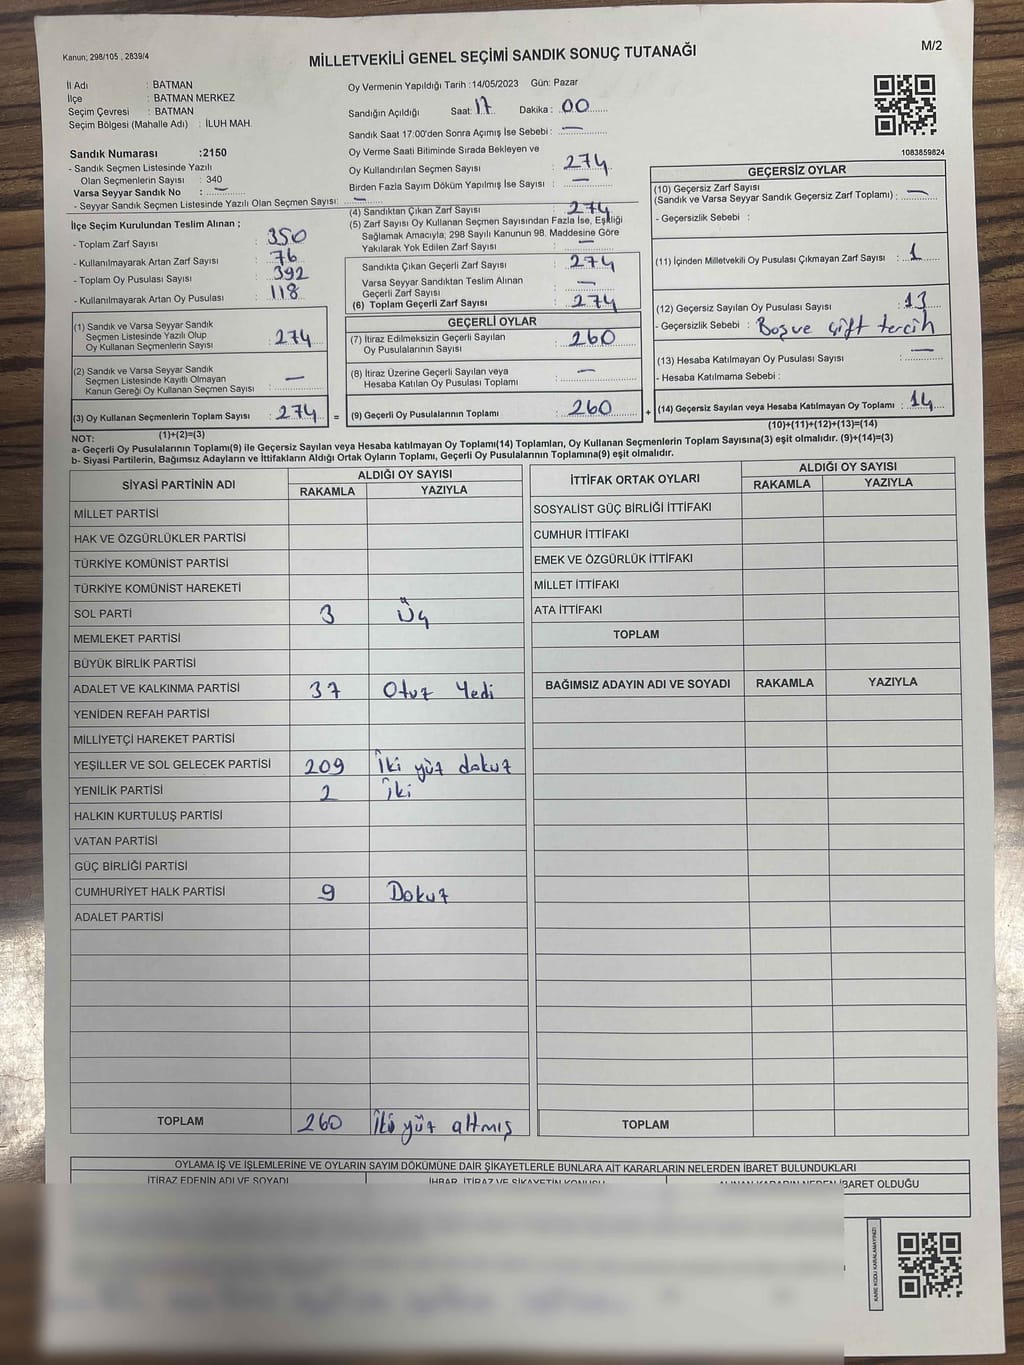 Kanun; 298/105 , 2839/4
MİLLETVEKİLİ GENEL SEÇİMİ SANDIK SONUÇ TUTANAĞI
M/2
İl Adı : BATMAN
İlçe : BATMAN MERKEZ
Seçim Çevresi : BATMAN
Seçim Bölgesi (Mahalle Adı) : İLUH MAH.
Oy Vermenin Yapıldığı Tarih :14/05/2023 Gün: Pazar
Sandığın Açıldığı Saat: 17 Dakika : 00
Sandık Saat 17:00'den Sonra Açımış İse Sebebi : —
Oy Verme Saati Bitiminde Sırada Bekleyen ve
Oy Kullandırılan Seçmen Sayısı : 274
Birden Fazla Sayım Döküm Yapılmış İse Sayısı : —
1083859824
Sandık Numarası :2150
- Sandık Seçmen Listesinde Yazılı
Olan Seçmenlerin Sayısı : 340
Varsa Seyyar Sandık No : —
- Seyyar Sandık Seçmen Listesinde Yazılı Olan Seçmen Sayısı: —
İlçe Seçim Kurulundan Teslim Alınan ;
- Toplam Zarf Sayısı : 350
- Kullanılmayarak Artan Zarf Sayısı : 76
- Toplam Oy Pusulası Sayısı : 392
- Kullanılmayarak Artan Oy Pusulası : 118
(1) Sandık ve Varsa Seyyar Sandık
Seçmen Listesinde Yazılı Olup
Oy Kullanan Seçmenlerin Sayısı : 274
(2) Sandık ve Varsa Seyyar Sandık
Seçmen Listesinde Kayıtlı Olmayan
Kanun Gereği Oy Kullanan Seçmen Sayısı : —
(3) Oy Kullanan Seçmenlerin Toplam Sayısı : 274 =
(1)+(2)=(3)
(4) Sandıktan Çıkan Zarf Sayısı : 274
(5) Zarf Sayısı Oy Kullanan Seçmen Sayısından Fazla İse, Eşitliği
Sağlamak Amacıyla; 298 Sayılı Kanunun 98. Maddesine Göre
Yakılarak Yok Edilen Zarf Sayısı : —
Sandıkta Çıkan Geçerli Zarf Sayısı : 274
Varsa Seyyar Sandıktan Teslim Alınan
Geçerli Zarf Sayısı : —
(6) Toplam Geçerli Zarf Sayısı : 274
GEÇERLİ OYLAR
(7) İtiraz Edilmeksizin Geçerli Sayılan
Oy Pusulalarının Sayısı : 260
(8) İtiraz Üzerine Geçerli Sayılan veya
Hesaba Katılan Oy Pusulası Toplamı : —
(9) Geçerli Oy Pusulalarının Toplamı : 260 +
GEÇERSİZ OYLAR
(10) Geçersiz Zarf Sayısı
(Sandık ve Varsa Seyyar Sandık Geçersiz Zarf Toplamı) : —
- Geçersizlik Sebebi :
(11) İçinden Milletvekili Oy Pusulası Çıkmayan Zarf Sayısı : 1
(12) Geçersiz Sayılan Oy Pusulası Sayısı : 13
- Geçersizlik Sebebi : Boş ve çift tercih
(13) Hesaba Katılmayan Oy Pusulası Sayısı : —
- Hesaba Katılmama Sebebi :
(14) Geçersiz Sayılan veya Hesaba Katılmayan Oy Toplamı : 14
(10)+(11)+(12)+(13)=(14)
NOT:
a- Geçerli Oy Pusulalarının Toplamı(9) ile Geçersiz Sayılan veya Hesaba katılmayan Oy Toplamı(14) Toplamları, Oy Kullanan Seçmenlerin Toplam Sayısına(3) eşit olmalıdır. (9)+(14)=(3)
b- Siyasi Partilerin, Bağımsız Adayların ve İttifakların Aldığı Ortak Oyların Toplamı, Geçerli Oy Pusulalarının Toplamına(9) eşit olmalıdır.
SİYASİ PARTİNİN ADI ALDIĞI OY SAYISI
RAKAMLA YAZIYLA
MİLLET PARTİSİ
HAK VE ÖZGÜRLÜKLER PARTİSİ
TÜRKİYE KOMÜNİST PARTİSİ
TÜRKİYE KOMÜNİST HAREKETİ
SOL PARTİ 3 Üç
MEMLEKET PARTİSİ
BÜYÜK BİRLİK PARTİSİ
ADALET VE KALKINMA PARTİSİ 37 Otuz Yedi
YENİDEN REFAH PARTİSİ
MİLLİYETÇİ HAREKET PARTİSİ
YEŞİLLER VE SOL GELECEK PARTİSİ 209 İki yüz dokuz
YENİLİK PARTİSİ 2 İki
HALKIN KURTULUŞ PARTİSİ
VATAN PARTİSİ
GÜÇ BİRLİĞİ PARTİSİ
CUMHURİYET HALK PARTİSİ 9 Dokuz
ADALET PARTİSİ
TOPLAM 260 İki yüz altmış
İTTİFAK ORTAK OYLARI ALDIĞI OY SAYISI
RAKAMLA YAZIYLA
SOSYALİST GÜÇ BİRLİĞİ İTTİFAKI
CUMHUR İTTİFAKI
EMEK VE ÖZGÜRLÜK İTTİFAKI
MİLLET İTTİFAKI
ATA İTTİFAKI
TOPLAM
BAĞIMSIZ ADAYIN ADI VE SOYADI RAKAMLA YAZIYLA
TOPLAM
OYLAMA İŞ VE İŞLEMLERİNE VE OYLARIN SAYIM DÖKÜMÜNE DAİR ŞİKAYETLERLE BUNLARA AİT KARARLARIN NELERDEN İBARET BULUNDUKLARI
İTİRAZ EDENİN ADI VE SOYADI İHBAR, İTİRAZ VE ŞİKAYETİN KONUSU ALINAN KARARIN NEDEN İBARET OLDUĞU
KARE KODU KARALAMAYINIZ!